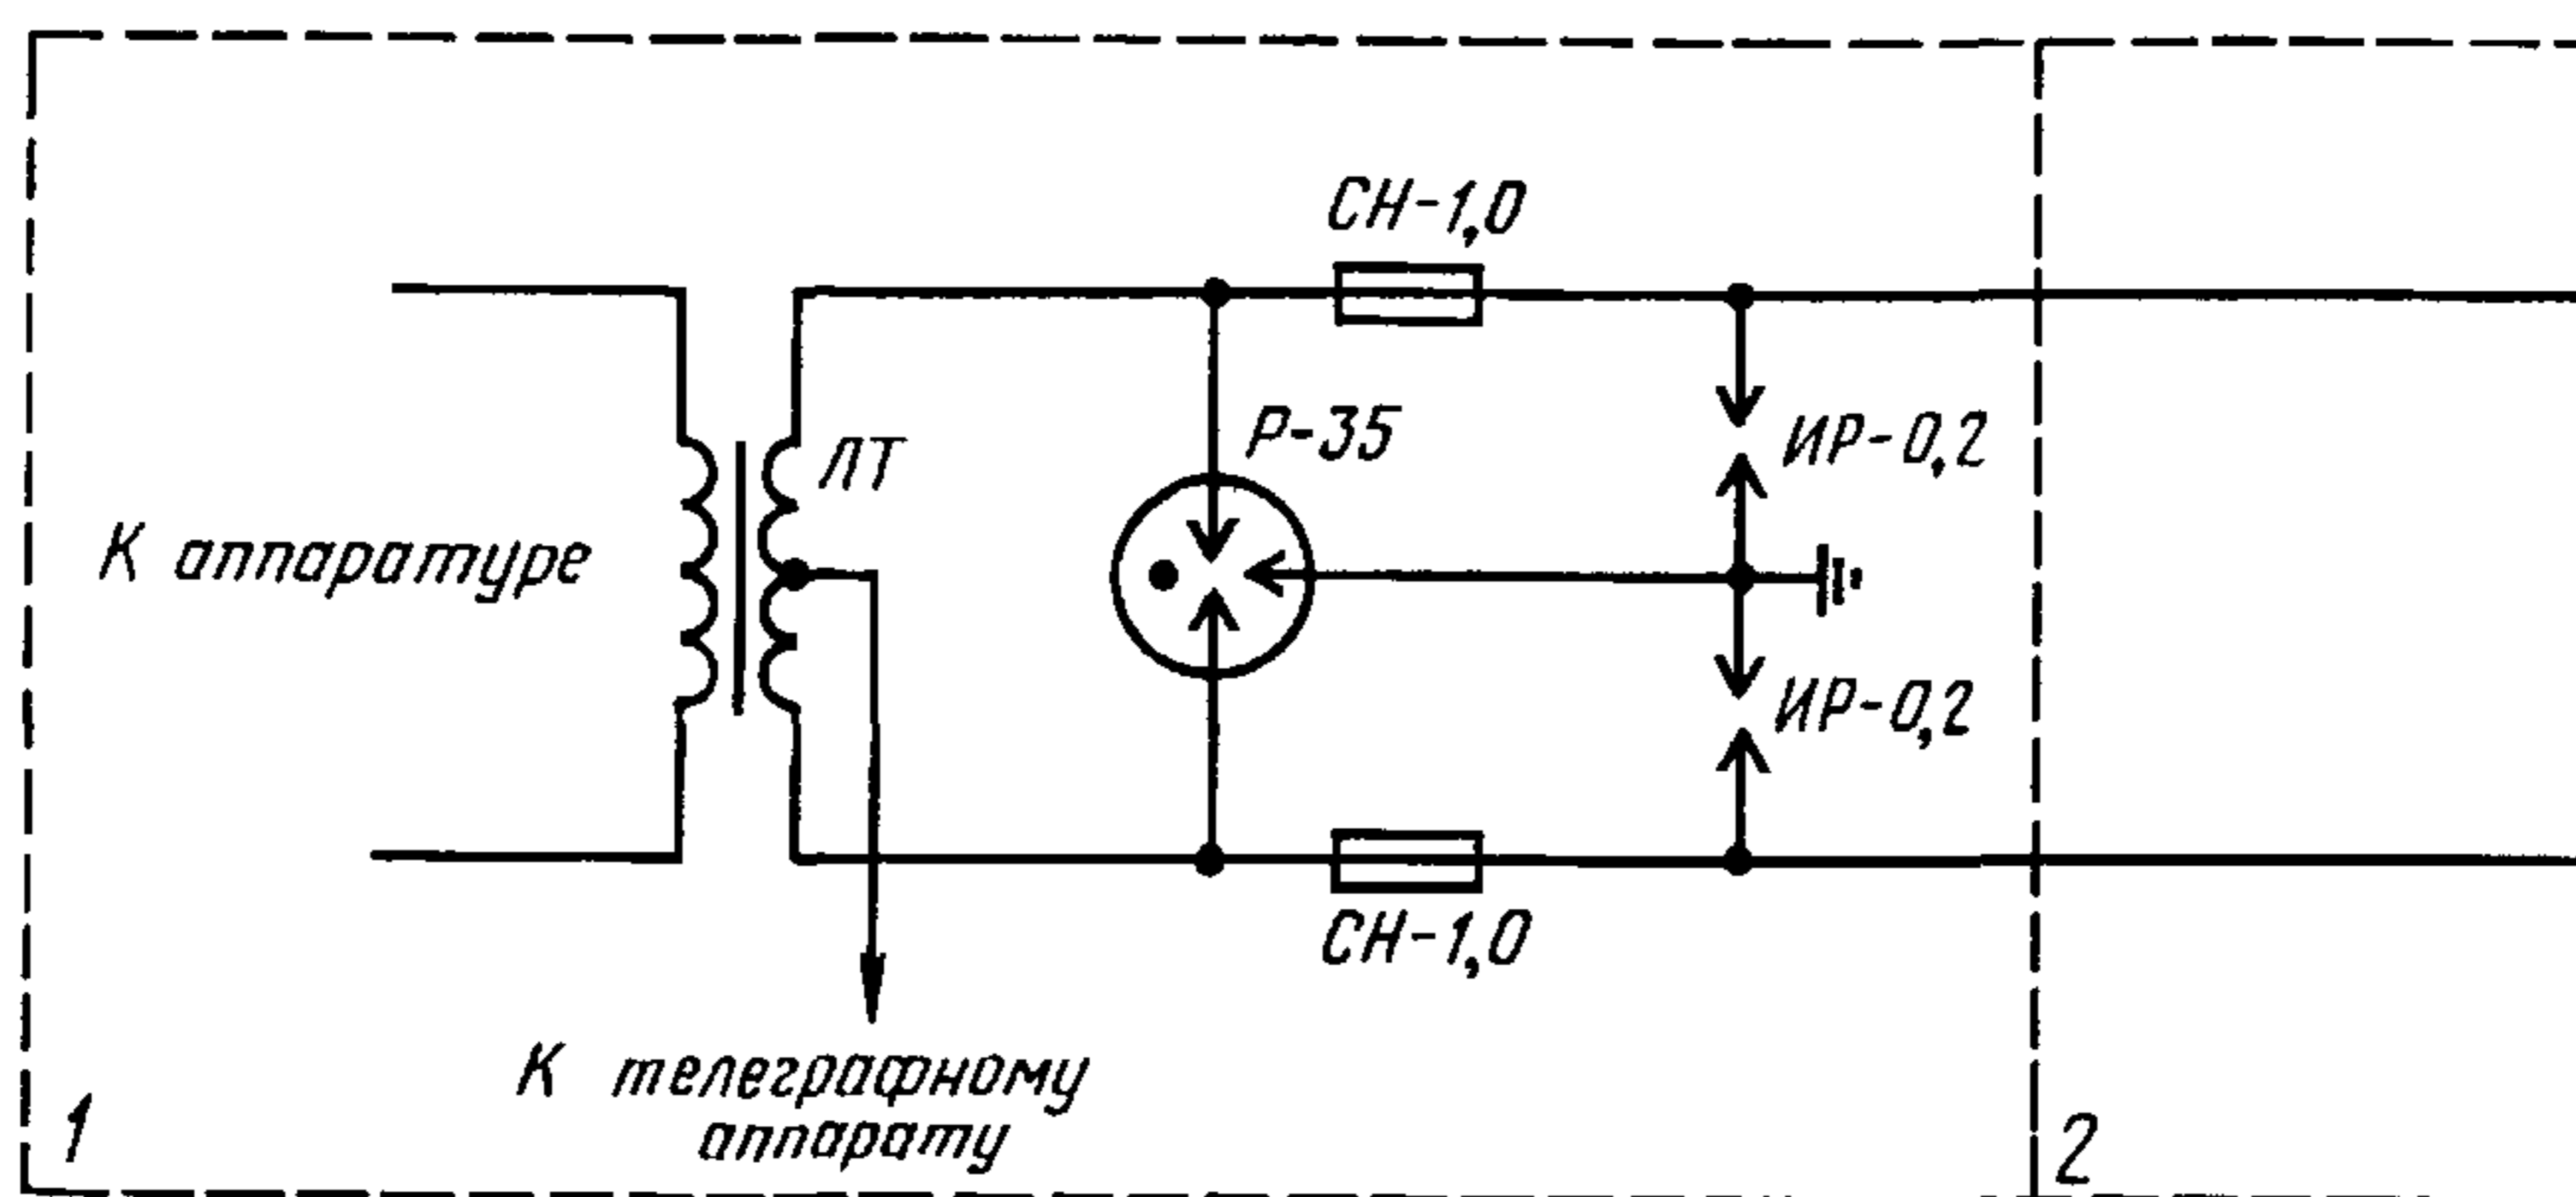 СН-1,0
Р-35
ИР-0,2
ЛТ
К аппаратуре
ИР-0,2
СН-1,0
К телеграфному
аппарату
1
2